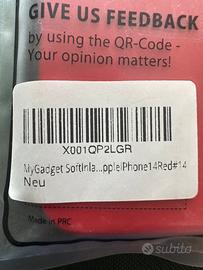 GIVE US FEEDBACK
by using the QR-Code -
Your opinion matters!
X001QP2LGR
MyGadget SoftInla...ppleiPhone14Red#14
Neu
Made in PRC
subito